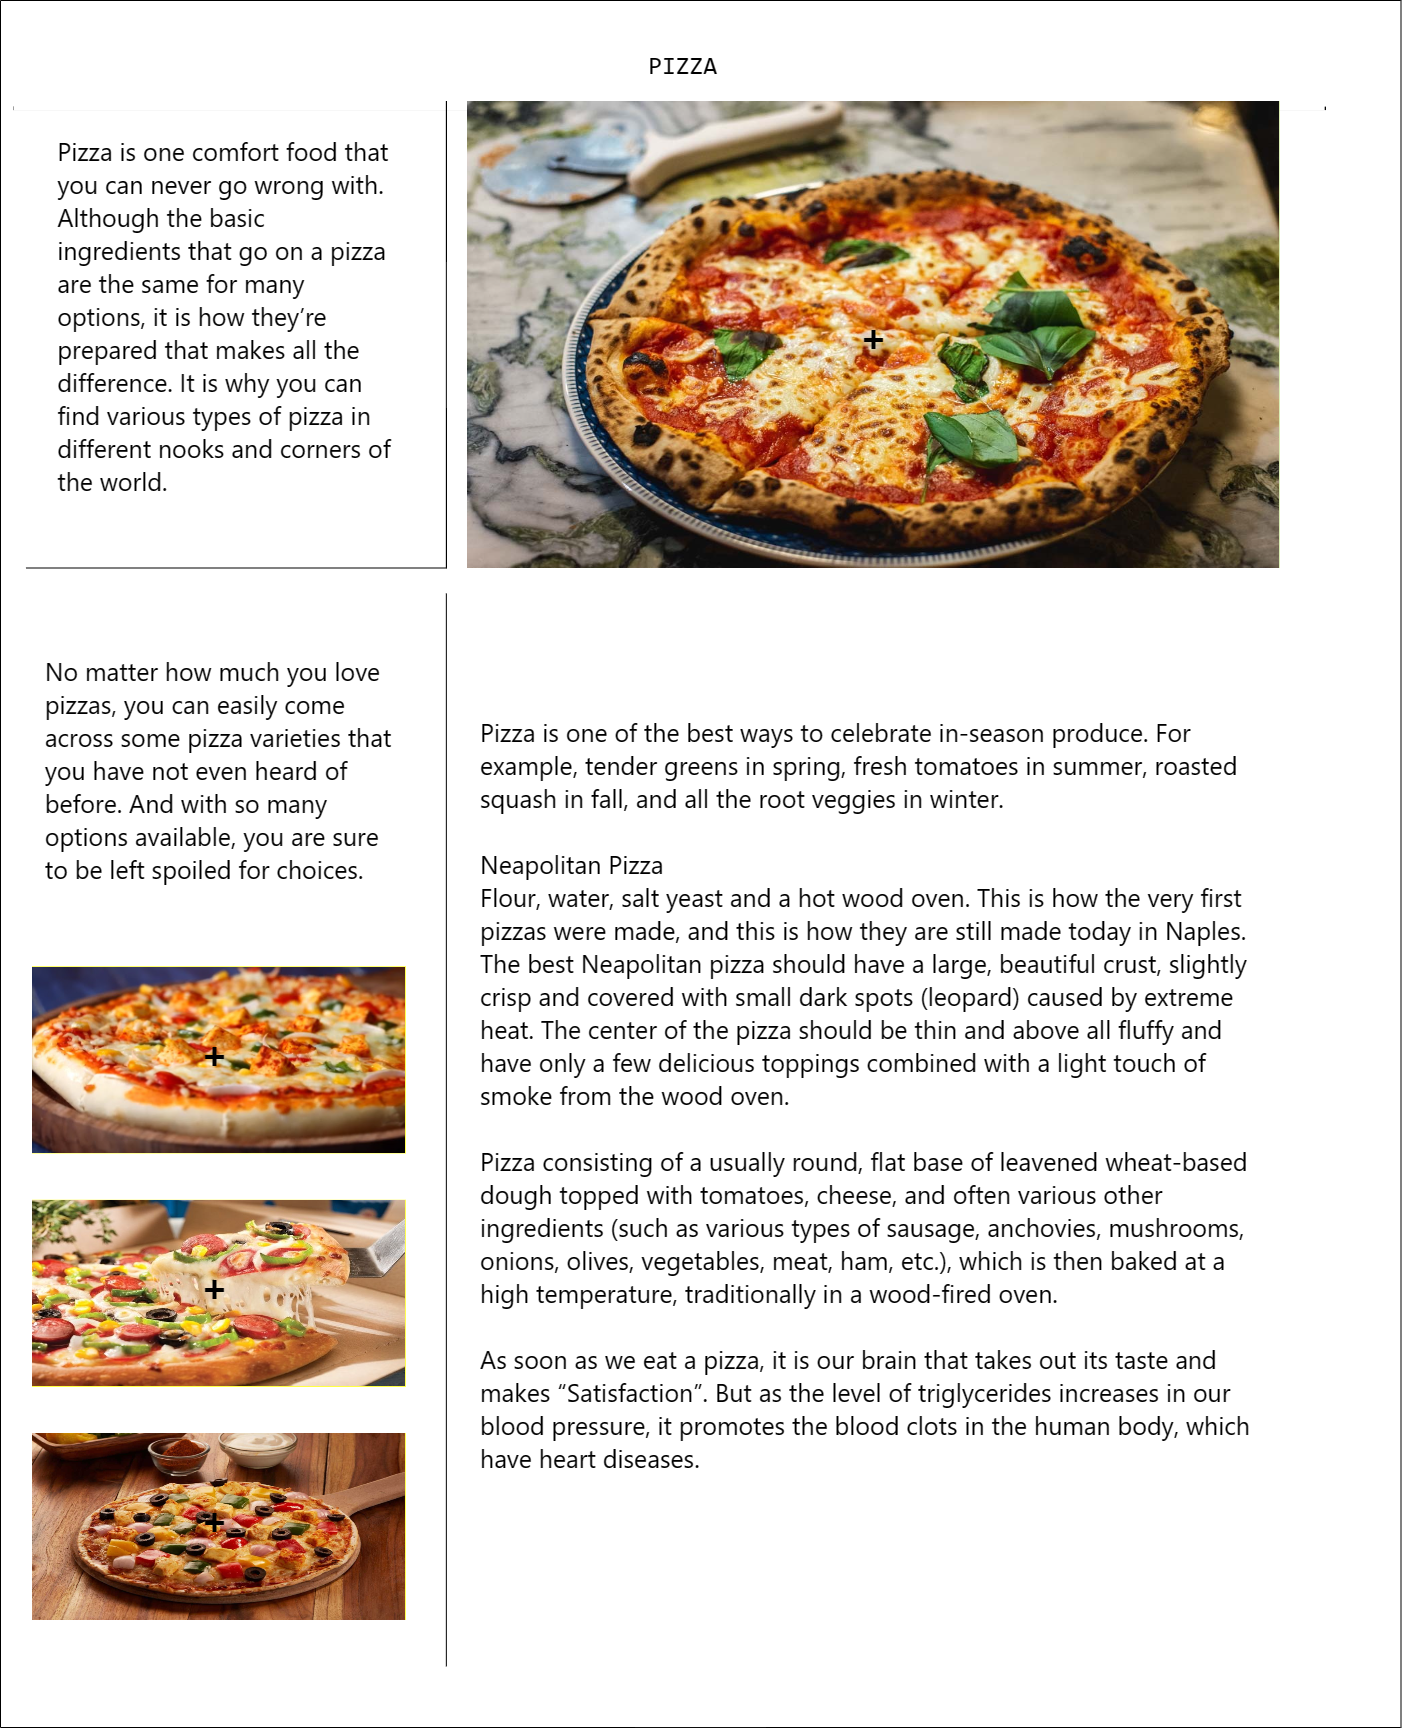 PIZZA
Pizza is one comfort food that
you can never go wrong with.
Although the basic
ingredients that go on a pizza
are the same for many
options, it is how they’re
prepared that makes all the
difference. It is why you can
find various types of pizza in
different nooks and corners of
the world.
No matter how much you love
pizzas, you can easily come
across some pizza varieties that
you have not even heard of
before. And with so many
options available, you are sure
to be left spoiled for choices.
Pizza is one of the best ways to celebrate in-season produce. For
example, tender greens in spring, fresh tomatoes in summer, roasted
squash in fall, and all the root veggies in winter.
Neapolitan Pizza
Flour, water, salt yeast and a hot wood oven. This is how the very first
pizzas were made, and this is how they are still made today in Naples.
The best Neapolitan pizza should have a large, beautiful crust, slightly
crisp and covered with small dark spots (leopard) caused by extreme
heat. The center of the pizza should be thin and above all fluffy and
have only a few delicious toppings combined with a light touch of
smoke from the wood oven.
Pizza consisting of a usually round, flat base of leavened wheat-based
dough topped with tomatoes, cheese, and often various other
ingredients (such as various types of sausage, anchovies, mushrooms,
onions, olives, vegetables, meat, ham, etc.), which is then baked at a
high temperature, traditionally in a wood-fired oven.
As soon as we eat a pizza, it is our brain that takes out its taste and
makes “Satisfaction”. But as the level of triglycerides increases in our
blood pressure, it promotes the blood clots in the human body, which
have heart diseases.